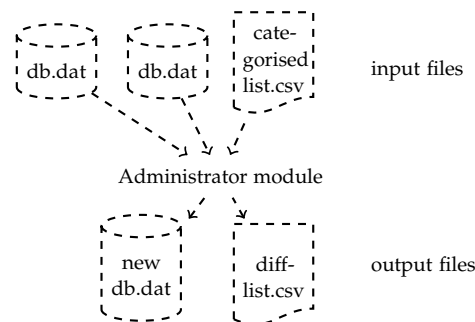 db.dat
db.dat
cate-
gorised
list.csv
input files
Administrator module
new
db.dat
diff-
list.csv
output files